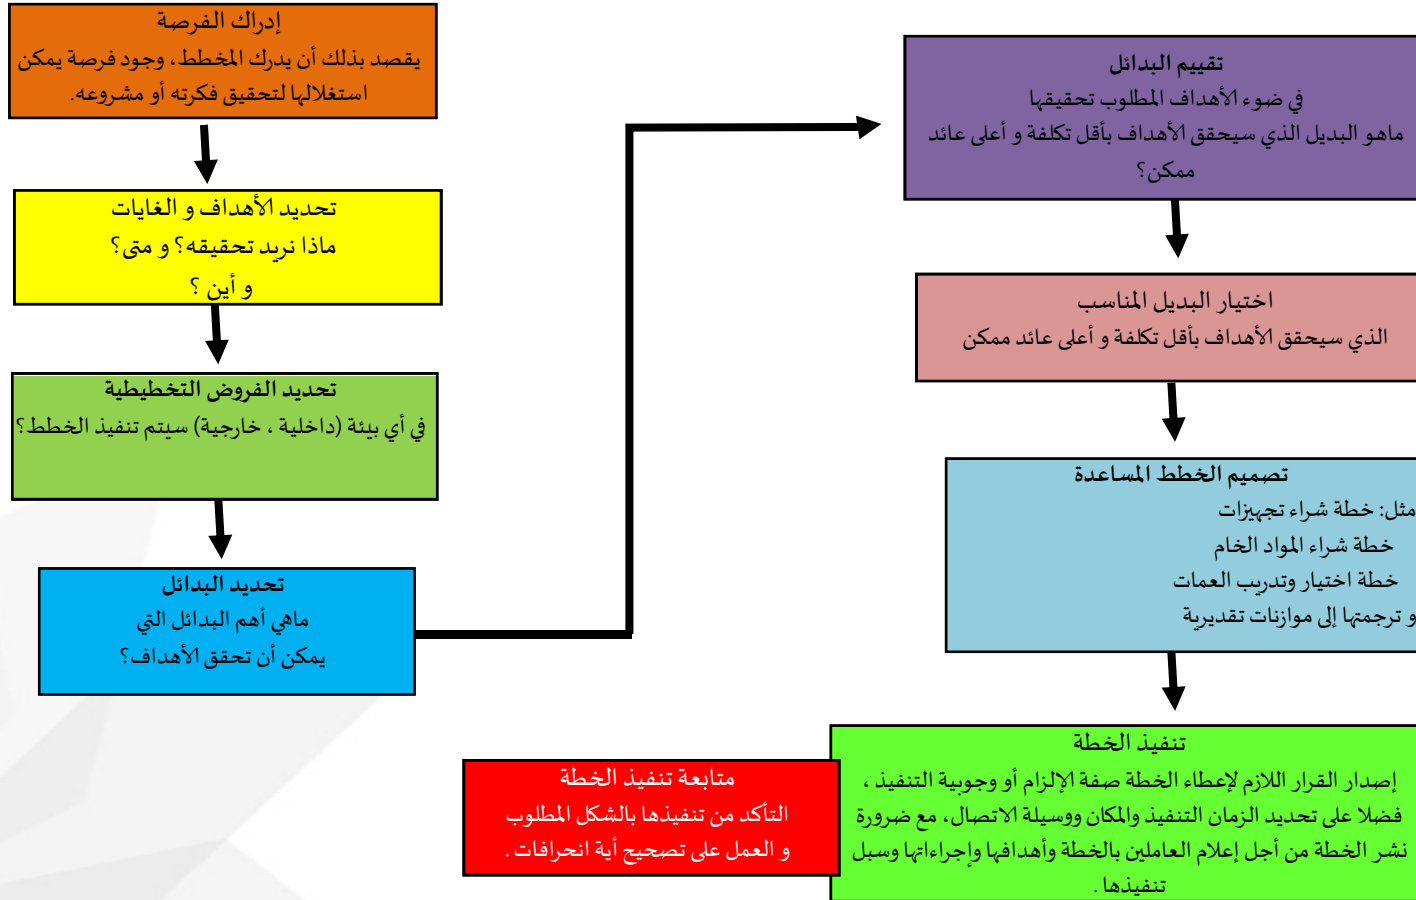 إدراك الفرصة
يقصد بذلك أن يدرك المخطط، وجود فرصة يمكن
استغلالها لتحقيق فكرته أو مشروعه.
تحديد الأهداف و الغايات
ماذا نريد تحقيقه؟ و متى؟
و أين ؟
تحديد الفروض التخطيطية
في أي بيئة (داخلية ، خارجية) سيتم تنفيذ الخطط؟
تحديد البدائل
ماهي أهم البدائل التي
يمكن أن تحقق الأهداف؟
تقييم البدائل
في ضوء الأهداف المطلوب تحقيقها
ماهو البديل الذي سيحقق الأهداف بأقل تكلفة و أعلى عائد
ممكن؟
اختيار البديل المناسب
الذي سيحقق الأهداف بأقل تكلفة و أعلى عائد ممكن
تصميم الخطط المساعدة
مثل: خطة شراء تجهيزات
خطة شراء المواد الخام
خطة اختيار وتدريب العمات
و ترجمتها إلى موازنات تقديرية
تنفيذ الخطة
إصدار القرار اللازم لإعطاء الخطة صفة الإلزام أو وجوبية التنفيذ ،
فضلا على تحديد الزمان التنفيذ والمكان ووسيلة الاتصال، مع ضرورة
نشر الخطة من أجل إعلام العاملين بالخطة وأهدافها وإجراءاتها وسبل
تنفيذها .
متابعة تنفيذ الخطة
التأكد من تنفيذها بالشكل المطلوب
و العمل على تصحيح أية انحرافات .